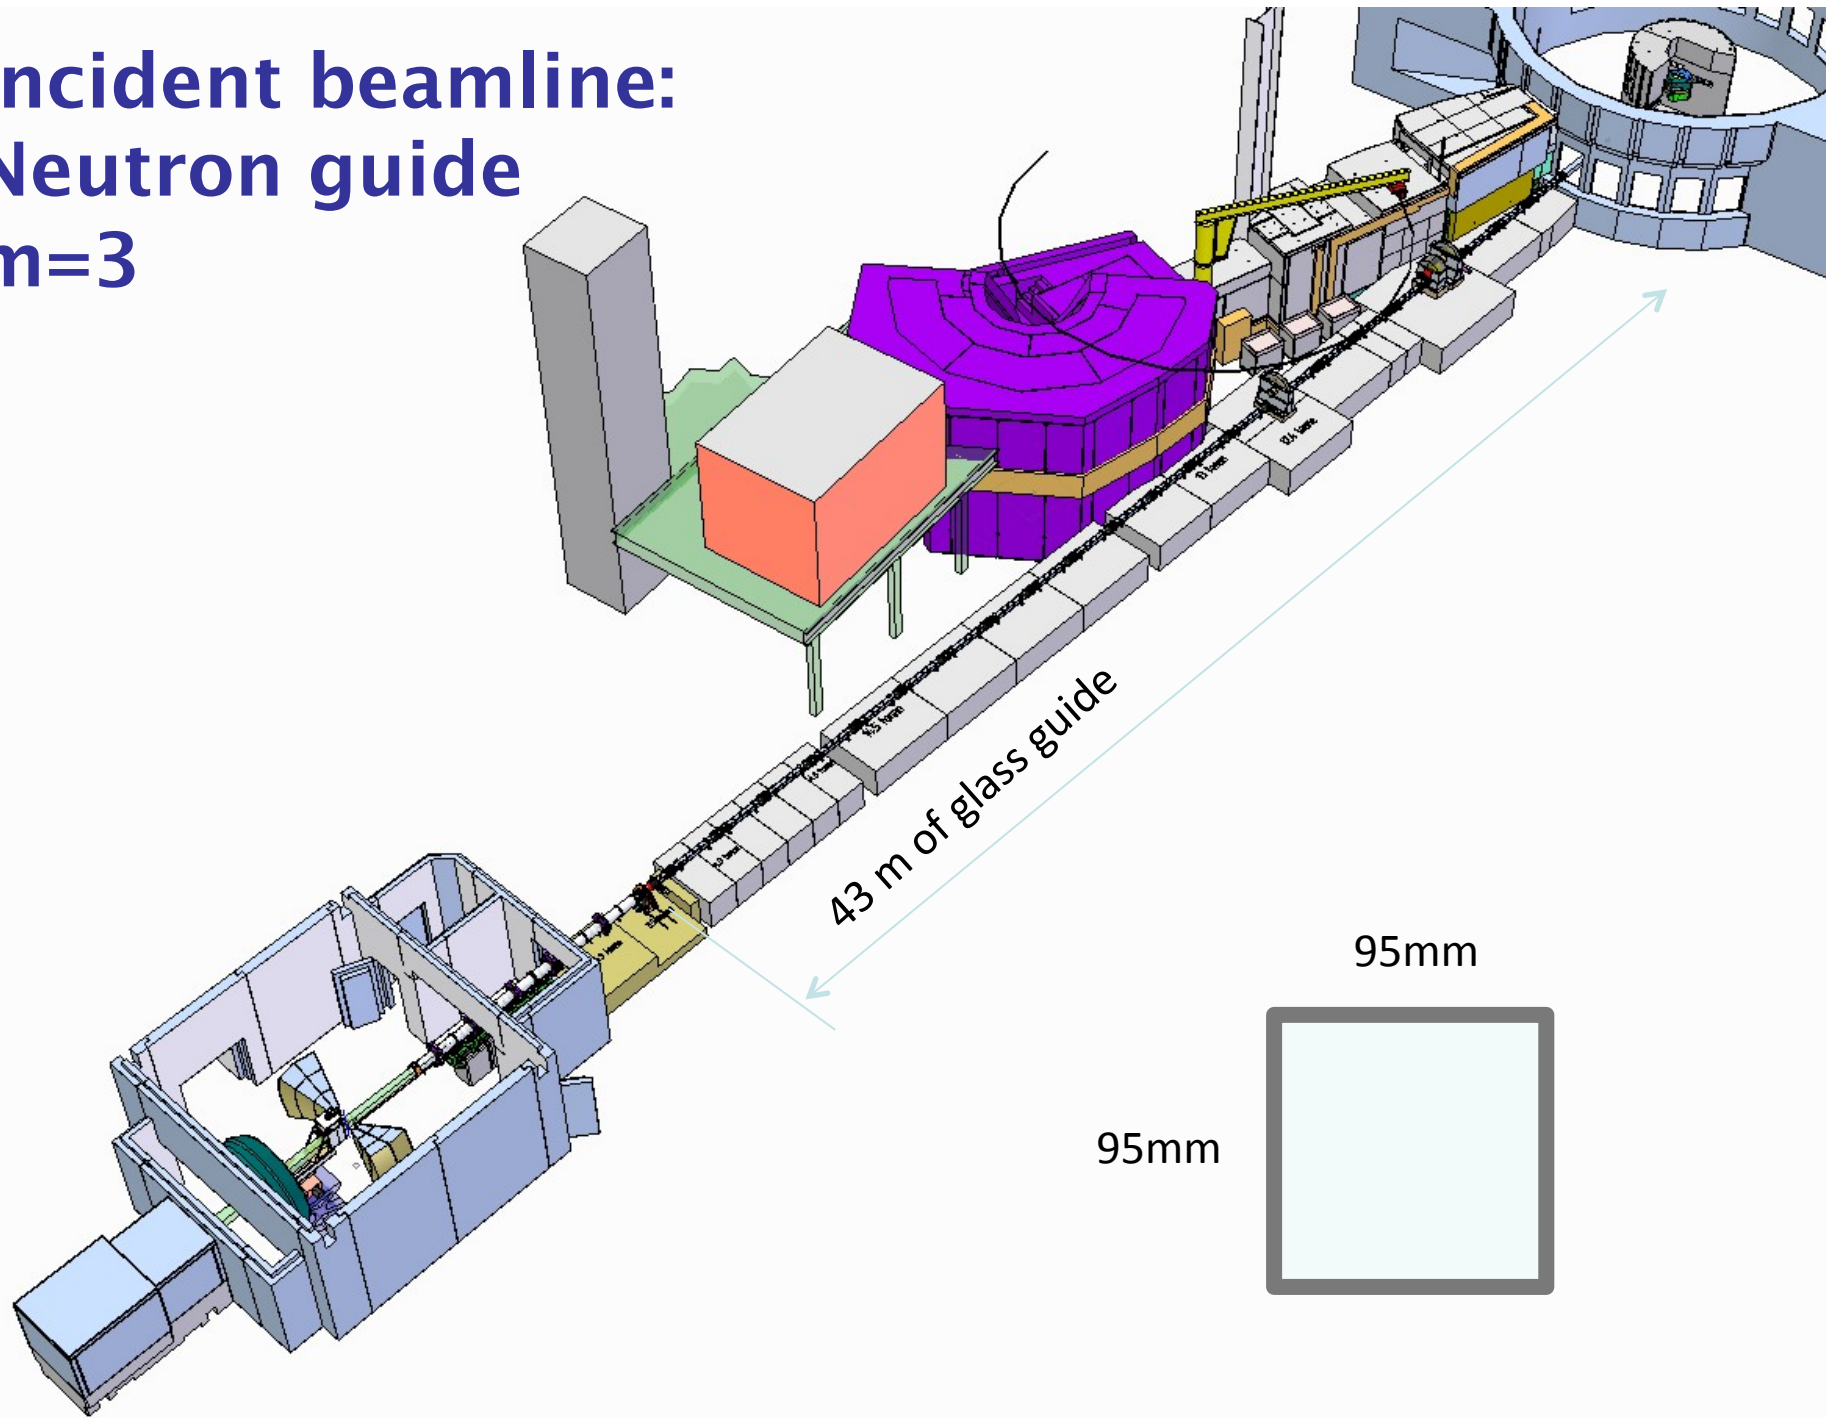 ncident beamline:
Neutron guide
m=3
43 m of glass guide
95mm
95mm